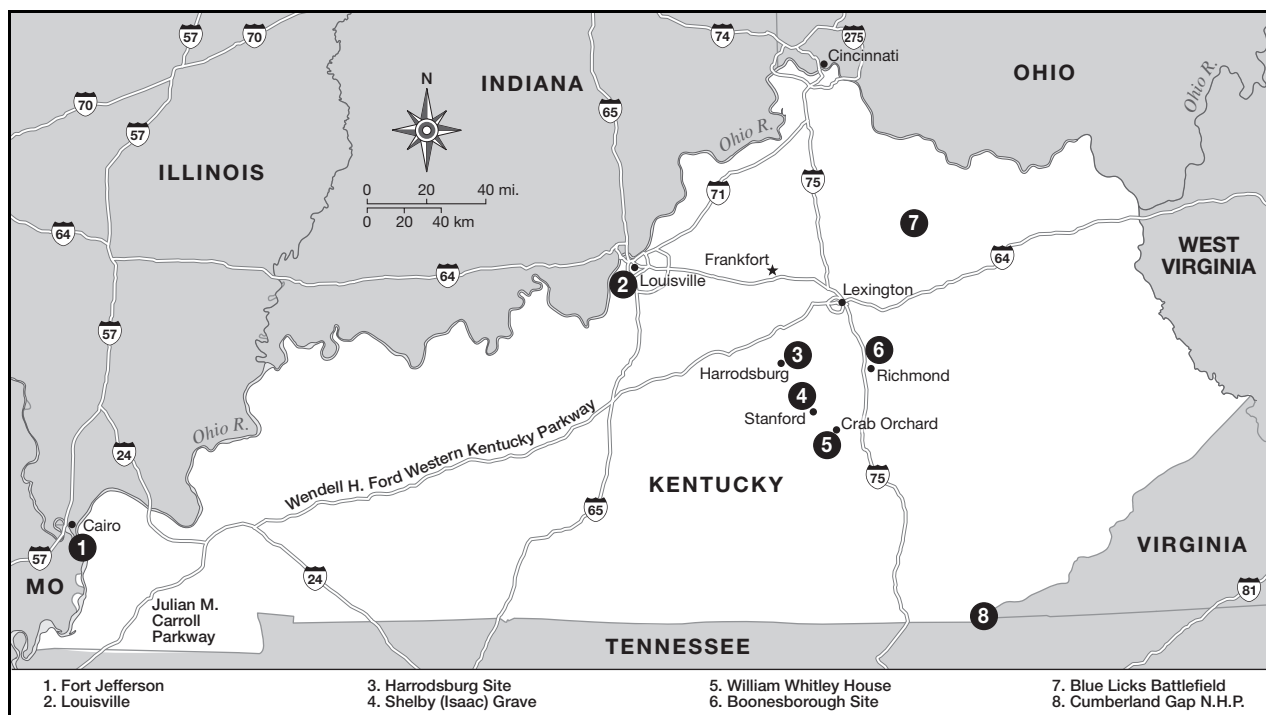 57
70
74
275
Cincinnati
INDIANA
OHIO
Ohio R.
70
N
65
57
Ohio R.
ILLINOIS
0 20 40 mi.
0 20 40 km
71
75
7
64
WEST
VIRGINIA
64
Frankfort
64
2
Louisville
Lexington
57
3
6
Harrodsburg
Richmond
4
Ohio R.
Stanford
Crab Orchard
5
24
Wendell H. Ford Western Kentucky Parkway
KENTUCKY
75
65
Cairo
1
57
VIRGINIA
MO
24
81
Julian M.
Carroll
Parkway
8
TENNESSEE
1. Fort Jefferson
2. Louisville
3. Harrodsburg Site
4. Shelby (Isaac) Grave
5. William Whitley House
6. Boonesborough Site
7. Blue Licks Battlefield
8. Cumberland Gap N.H.P.